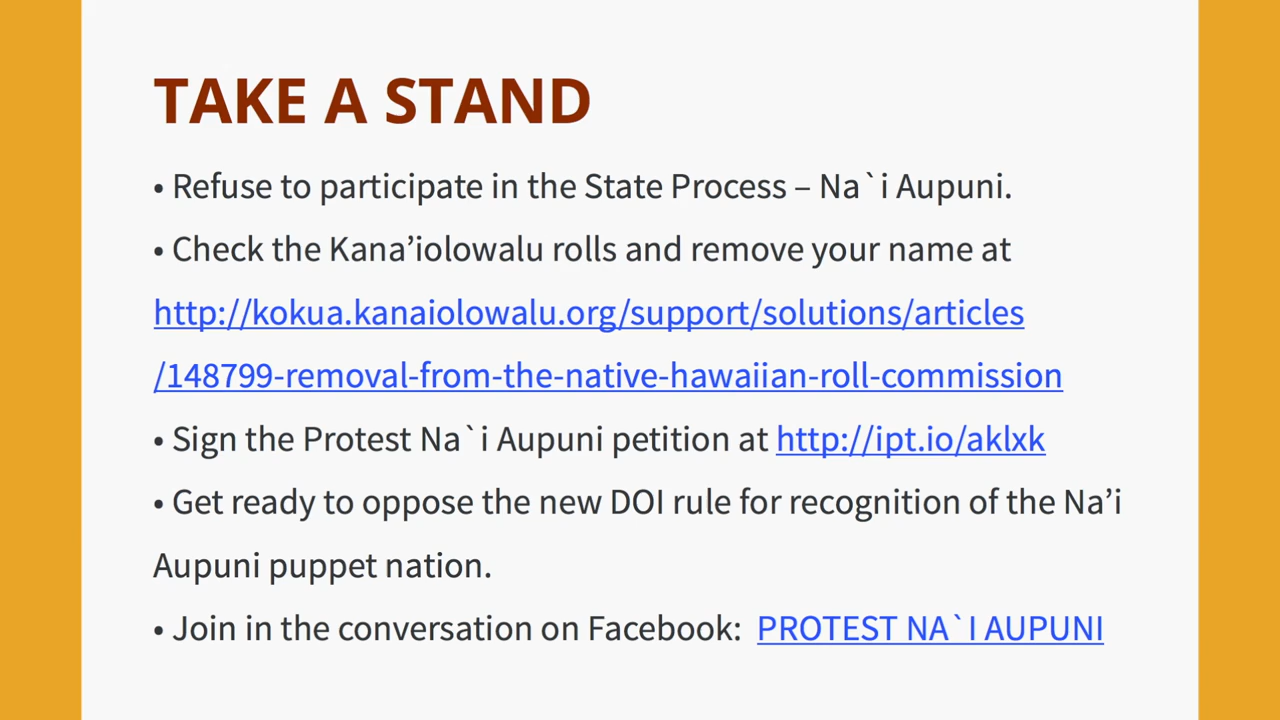 TAKE A STAND
• Refuse to participate in the State Process – Na`i Aupuni.
• Check the Kana’iolowalu rolls and remove your name at
http://kokua.kanaiolowalu.org/support/solutions/articles
/148799-removal-from-the-native-hawaiian-roll-commission
• Sign the Protest Na`i Aupuni petition at http://ipt.io/aklxk
• Get ready to oppose the new DOI rule for recognition of the Na’i
Aupuni puppet nation.
• Join in the conversation on Facebook:  PROTEST NA`I AUPUNI